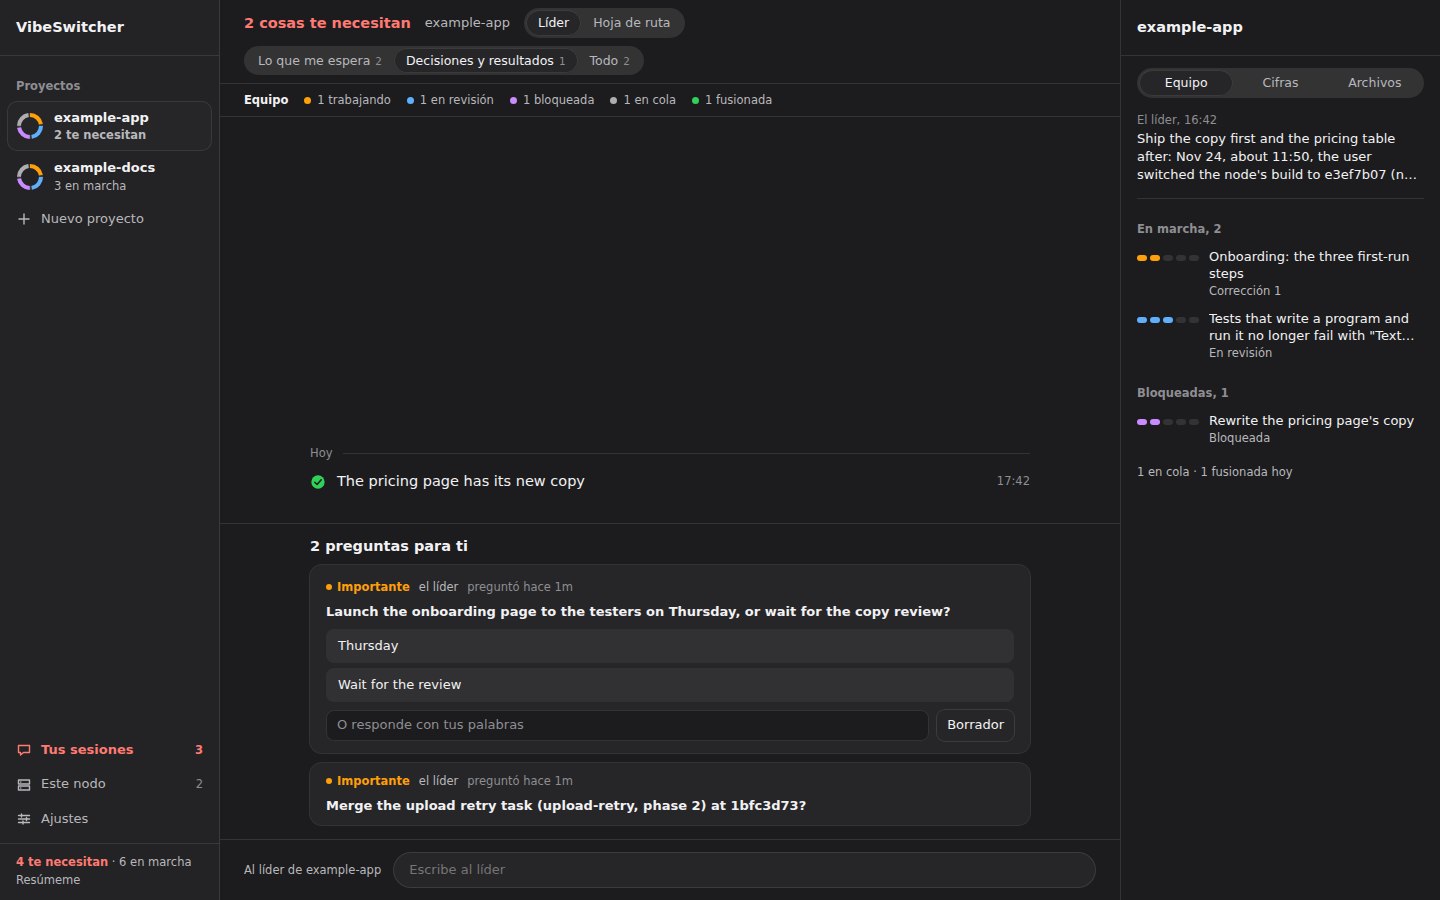 VibeSwitcher
Proyectos
example-app
2 te necesitan
example-docs
3 en marcha
Nuevo proyecto
Tus sesiones 3
Este nodo 2
Ajustes
4 te necesitan · 6 en marcha
Resúmeme
2 cosas te necesitan example-app Líder Hoja de ruta
Lo que me espera 2 Decisiones y resultados 1 Todo 2
Equipo 1 trabajando 1 en revisión 1 bloqueada 1 en cola 1 fusionada
Hoy
The pricing page has its new copy 17:42
2 preguntas para ti
Importante el líder preguntó hace 1m
Launch the onboarding page to the testers on Thursday, or wait for the copy review?
Thursday
Wait for the review
O responde con tus palabras Borrador
Importante el líder preguntó hace 1m
Merge the upload retry task (upload-retry, phase 2) at 1bfc3d73?
Al líder de example-app Escribe al líder
example-app
Equipo Cifras Archivos
El líder, 16:42
Ship the copy first and the pricing table
after: Nov 24, about 11:50, the user
switched the node's build to e3ef7b07 (n…
En marcha, 2
Onboarding: the three first-run
steps
Corrección 1
Tests that write a program and
run it no longer fail with "Text…
En revisión
Bloqueadas, 1
Rewrite the pricing page's copy
Bloqueada
1 en cola · 1 fusionada hoy